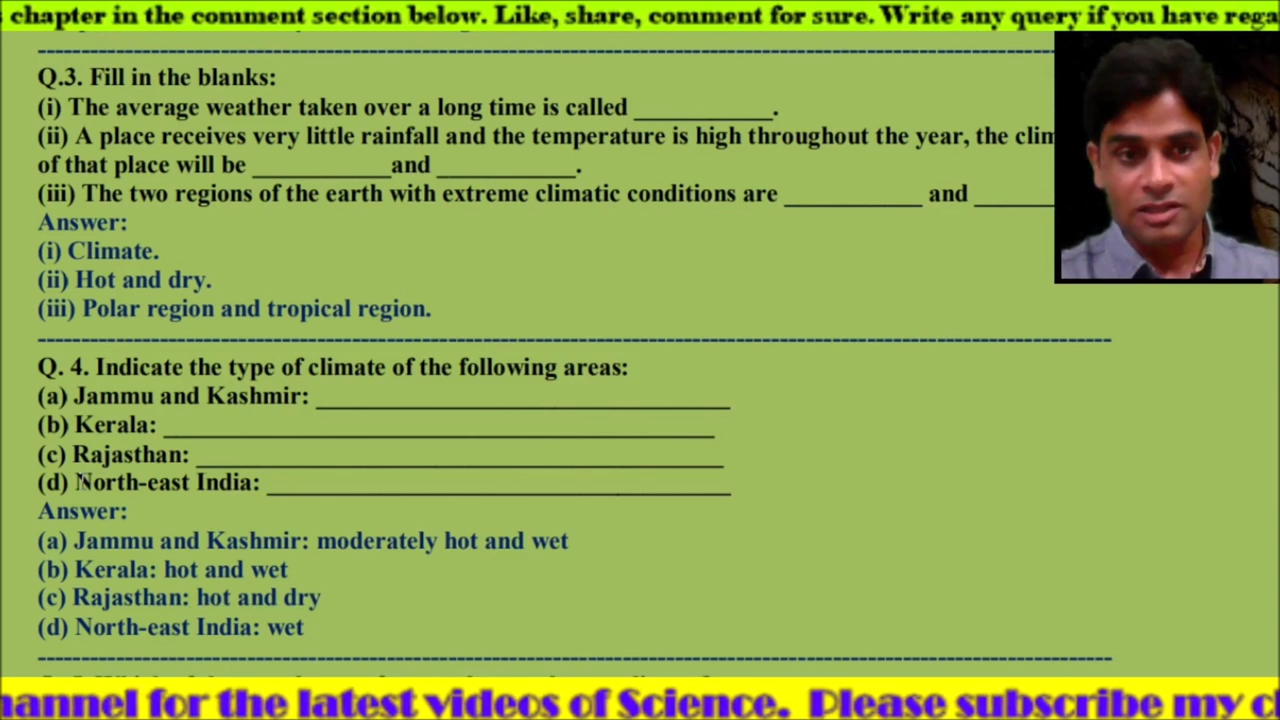 chapter in the comment section below. Like, share, comment for sure. Write any query if you have rega
Q.3. Fill in the blanks:
(i) The average weather taken over a long time is called ___________.
(ii) A place receives very little rainfall and the temperature is high throughout the year, the clim
of that place will be ___________and ___________.
(iii) The two regions of the earth with extreme climatic conditions are ___________ and ______
Answer:
(i) Climate.
(ii) Hot and dry.
(iii) Polar region and tropical region.
Q. 4. Indicate the type of climate of the following areas:
(a) Jammu and Kashmir: _________________________________
(b) Kerala: ____________________________________________
(c) Rajasthan: __________________________________________
(d) North-east India: _____________________________________
Answer:
(a) Jammu and Kashmir: moderately hot and wet
(b) Kerala: hot and wet
(c) Rajasthan: hot and dry
(d) North-east India: wet
hannel for the latest videos of Science. Please subscribe my c